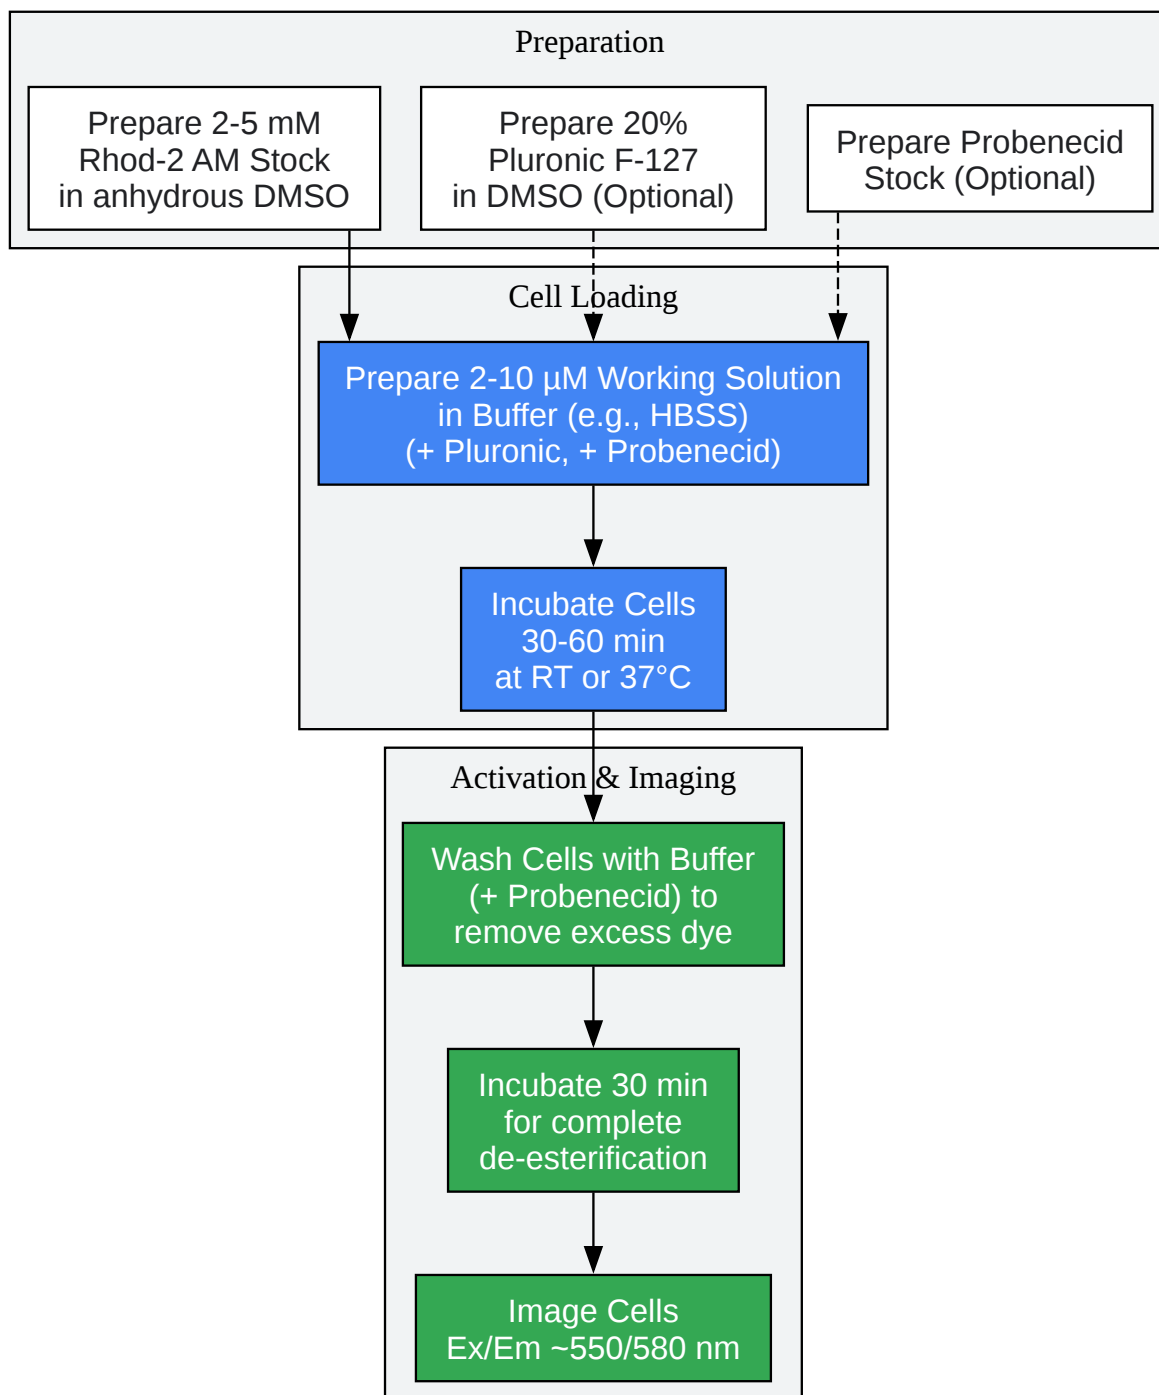 Preparation
Prepare 2-5 mM
Rhod-2 AM Stock
in anhydrous DMSO
Prepare 20%
Pluronic F-127
in DMSO (Optional)
Prepare Probenecid
Stock (Optional)
Cell Loading
Prepare 2-10 µM Working Solution
in Buffer (e.g., HBSS)
(+ Pluronic, + Probenecid)
Incubate Cells
30-60 min
at RT or 37°C
Activation & Imaging
Wash Cells with Buffer
(+ Probenecid) to
remove excess dye
Incubate 30 min
for complete
de-esterification
Image Cells
Ex/Em ~550/580 nm